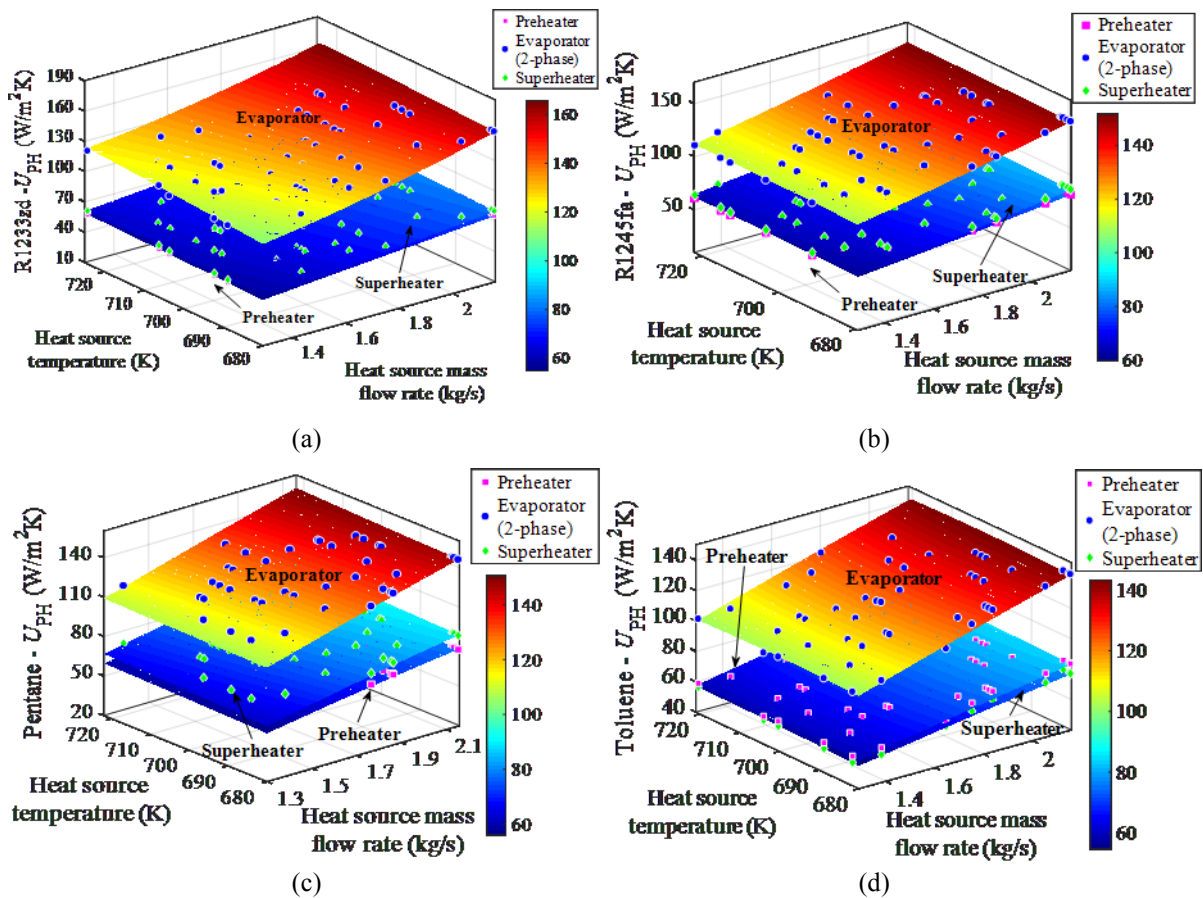 Preheater
Evaporator
(2-phase)
Superheater
R1233zd - U_PH (W/m²K)
190
160
130
100
70
40
10
Evaporator
Superheater
Preheater
720
710
700
690
680
1.4
1.6
1.8
2
Heat source
temperature (K)
Heat source mass
flow rate (kg/s)
160
140
120
100
80
60
(a)
Preheater
Evaporator
(2-phase)
Superheater
R1245fa - U_PH (W/m²K)
150
100
50
Evaporator
Superheater
Preheater
720
700
680
1.4
1.6
1.8
2
Heat source
temperature (K)
Heat source mass
flow rate (kg/s)
140
120
100
80
60
(b)
Preheater
Evaporator
(2-phase)
Superheater
Pentane - U_PH (W/m²K)
140
110
80
50
20
Evaporator
Superheater
Preheater
720
710
700
690
680
1.3
1.5
1.7
1.9
2.1
Heat source
temperature (K)
Heat source mass
flow rate (kg/s)
140
120
100
80
60
(c)
Preheater
Evaporator
(2-phase)
Superheater
Toluene - U_PH (W/m²K)
140
120
100
80
60
40
Preheater
Evaporator
Superheater
720
710
700
690
680
1.4
1.6
1.8
2
Heat source
temperature (K)
Heat source mass
flow rate (kg/s)
140
120
100
80
60
(d)